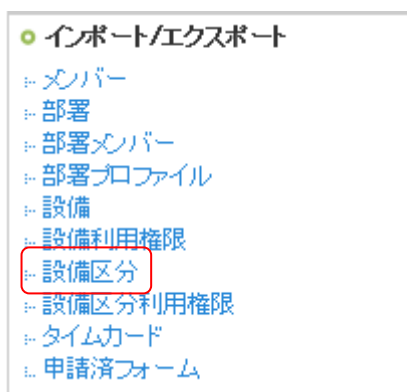 インポート/エクスポート
メンバー
部署
部署メンバー
部署プロファイル
設備
設備利用権限
設備区分
設備区分利用権限
タイムカード
申請済フォーム